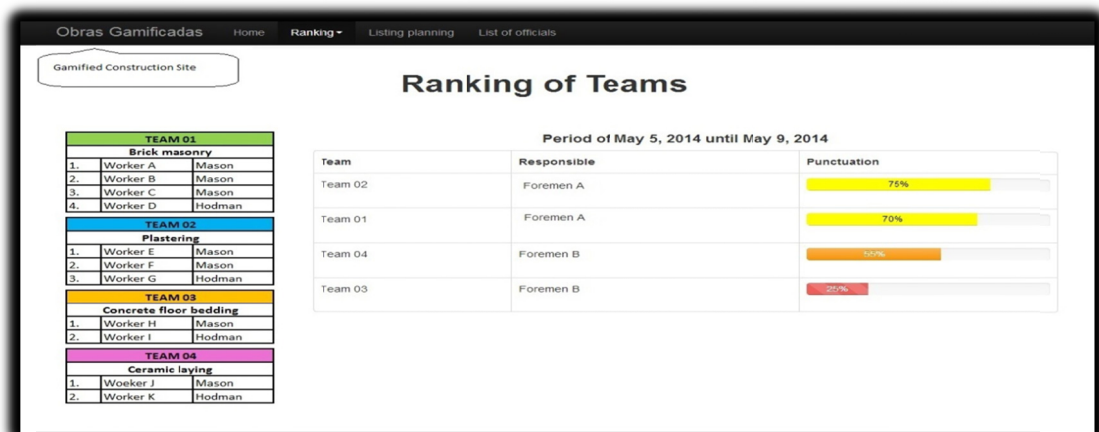 Obras Gamificadas Home Ranking Listing planning List of officials
Gamified Construction Site
Ranking of Teams
TEAM 01
Brick masonry
1. Worker A Mason
2. Worker B Mason
3. Worker C Mason
4. Worker D Hodman
TEAM 02
Plastering
1. Worker E Mason
2. Worker F Mason
3. Worker G Hodman
TEAM 03
Concrete floor bedding
1. Worker H Mason
2. Worker I Hodman
TEAM 04
Ceramic laying
1. Woeker J Mason
2. Worker K Hodman
Period of May 5, 2014 until May 9, 2014
Team Responsible Punctuation
Team 02 Foremen A 75%
Team 01 Foremen A 70%
Team 04 Foremen B 55%
Team 03 Foremen B 25%